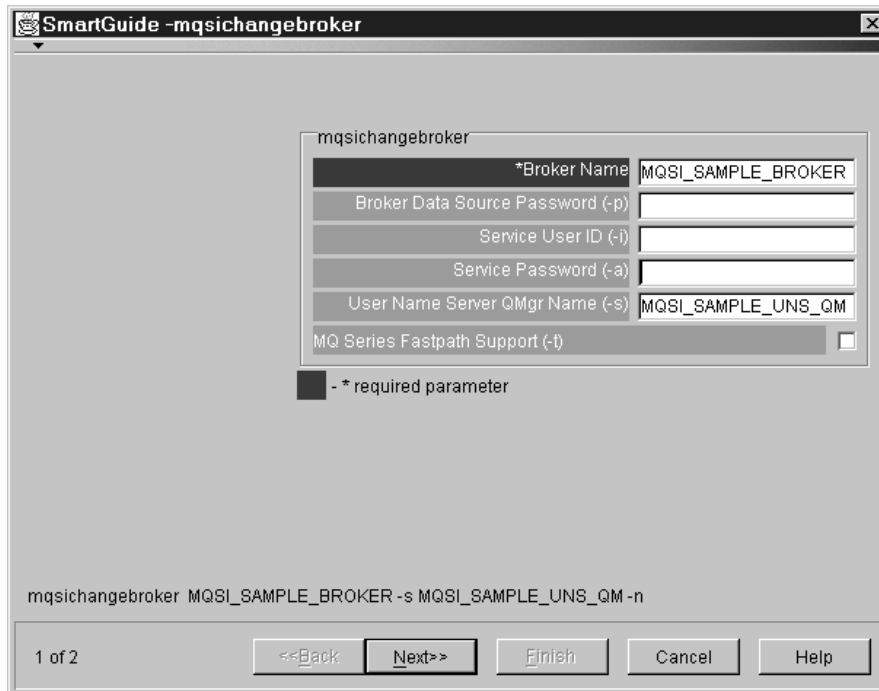 SmartGuide -mqsichangebroker
mqsichangebroker
*Broker Name MQSI_SAMPLE_BROKER
Broker Data Source Password (-p)
Service User ID (-i)
Service Password (-a)
User Name Server QMgr Name (-s) MQSI_SAMPLE_UNS_QM
MQ Series Fastpath Support (-t)
- * required parameter
mqsichangebroker MQSI_SAMPLE_BROKER -s MQSI_SAMPLE_UNS_QM -n
1 of 2 <<Back Next>> Finish Cancel Help